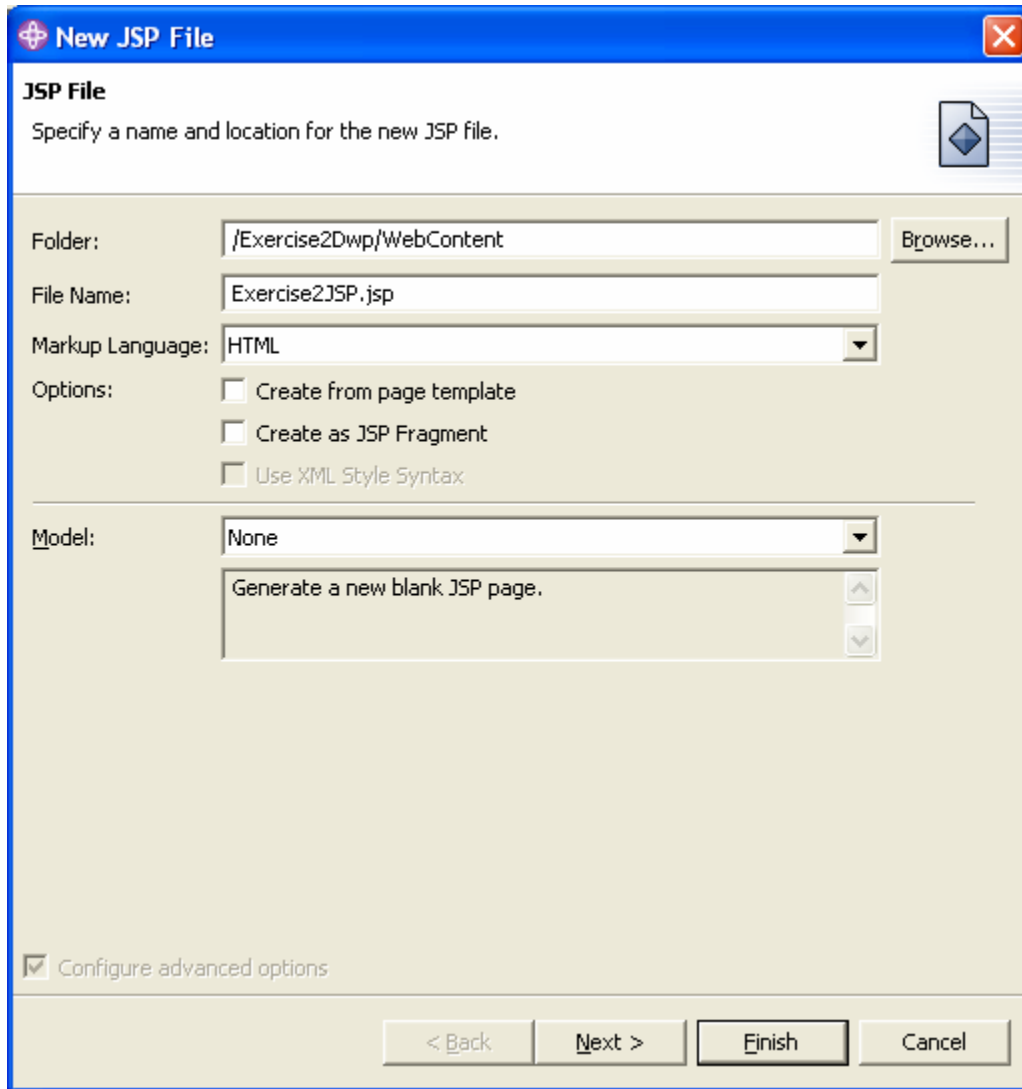 New JSP File
JSP File
Specify a name and location for the new JSP file.
Folder: /Exercise2Dwp/WebContent Browse...
File Name: Exercise2JSP.jsp
Markup Language: HTML
Options: Create from page template
Create as JSP Fragment
Use XML Style Syntax
Model: None
Generate a new blank JSP page.
Configure advanced options
< Back Next > Finish Cancel